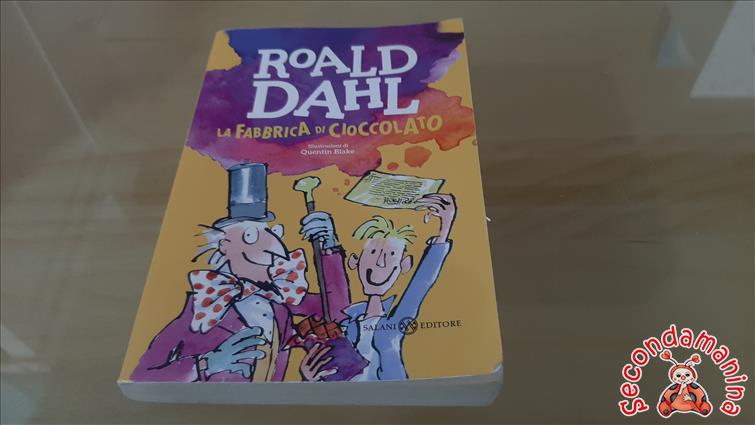 ROALD
DAHL
LA FABBRICA DI CIOCCOLATO
Illustrazioni di
Quentin Blake
SALANI EDITORE
Secondamanina